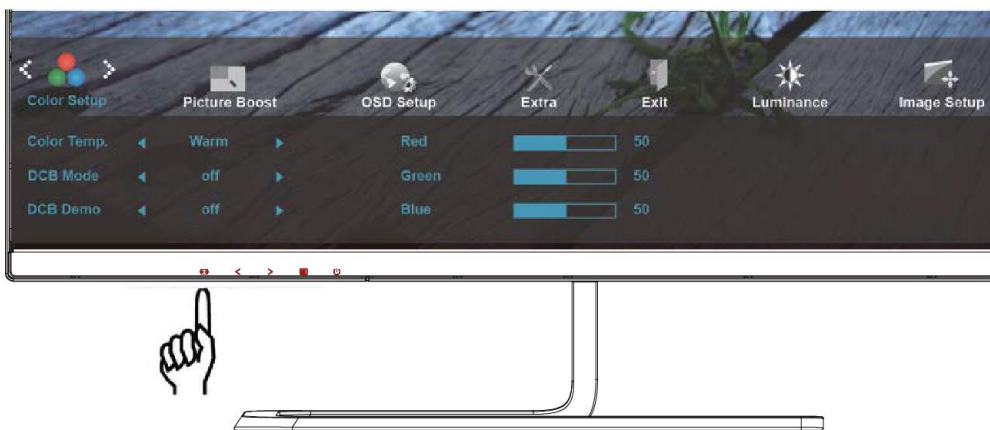 Color Setup Picture Boost OSD Setup Extra Exit Luminance Image Setup
Color Temp. Warm Red 50
DCB Mode off Green 50
DCB Demo off Blue 50